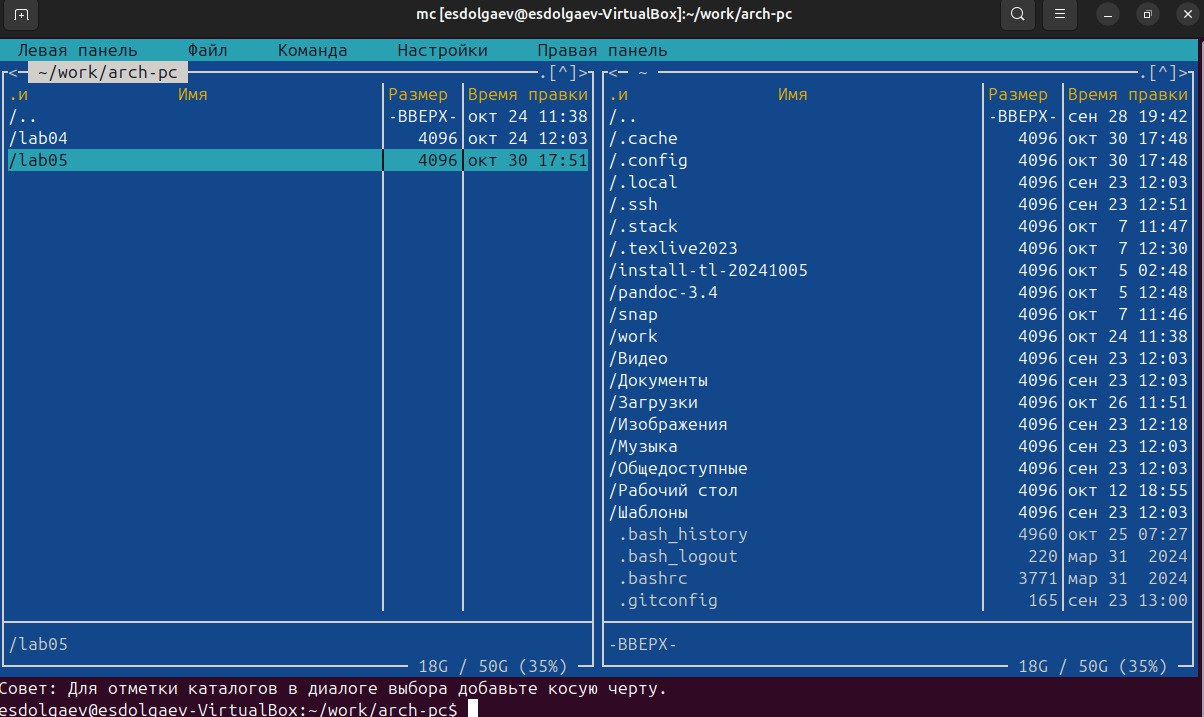 mc [esdolgaev@esdolgaev-VirtualBox]:~/work/arch-pc
Левая панель Файл Команда Настройки Правая панель
<- ~/work/arch-pc .[^]>
.и Имя Размер Время правки
/.. -ВВЕРХ- окт 24 11:38
/lab04 4096 окт 24 12:03
/lab05 4096 окт 30 17:51
/lab05
18G / 50G (35%)
<- ~ .[^]>
.и Имя Размер Время правки
/.. -ВВЕРХ- сен 28 19:42
/.cache 4096 окт 30 17:48
/.config 4096 окт 30 17:48
/.local 4096 сен 23 12:03
/.ssh 4096 сен 23 12:51
/.stack 4096 окт 7 11:47
/.texlive2023 4096 окт 7 12:30
/install-tl-20241005 4096 окт 5 02:48
/pandoc-3.4 4096 окт 5 12:48
/snap 4096 окт 7 11:46
/work 4096 окт 24 11:38
/Видео 4096 сен 23 12:03
/Документы 4096 сен 23 12:03
/Загрузки 4096 окт 26 11:51
/Изображения 4096 сен 23 12:18
/Музыка 4096 сен 23 12:03
/Общедоступные 4096 сен 23 12:03
/Рабочий стол 4096 окт 12 18:55
/Шаблоны 4096 сен 23 12:03
.bash_history 4960 окт 25 07:27
.bash_logout 220 мар 31 2024
.bashrc 3771 мар 31 2024
.gitconfig 165 сен 23 13:00
-ВВЕРХ-
18G / 50G (35%)
Совет: Для отметки каталогов в диалоге выбора добавьте косую черту.
esdolgaev@esdolgaev-VirtualBox:~/work/arch-pc$